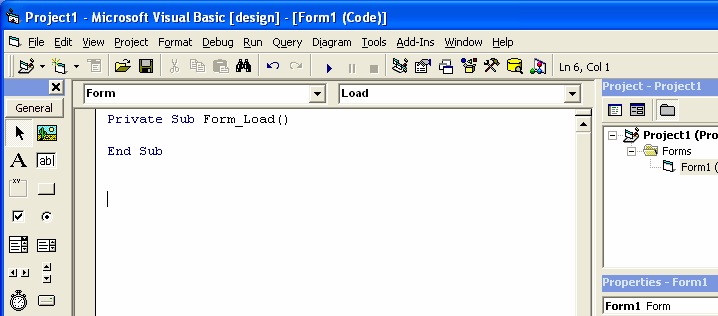 Project1 - Microsoft Visual Basic [design] - [Form1 (Code)]
File Edit View Project Format Debug Run Query Diagram Tools Add-Ins Window Help
Ln 6, Col 1
General
A
ab|
xy
Form
Load
Private Sub Form_Load()
End Sub
Project - Project1
Project1 (Pro
Forms
Form1 (
Properties - Form1
Form1 Form